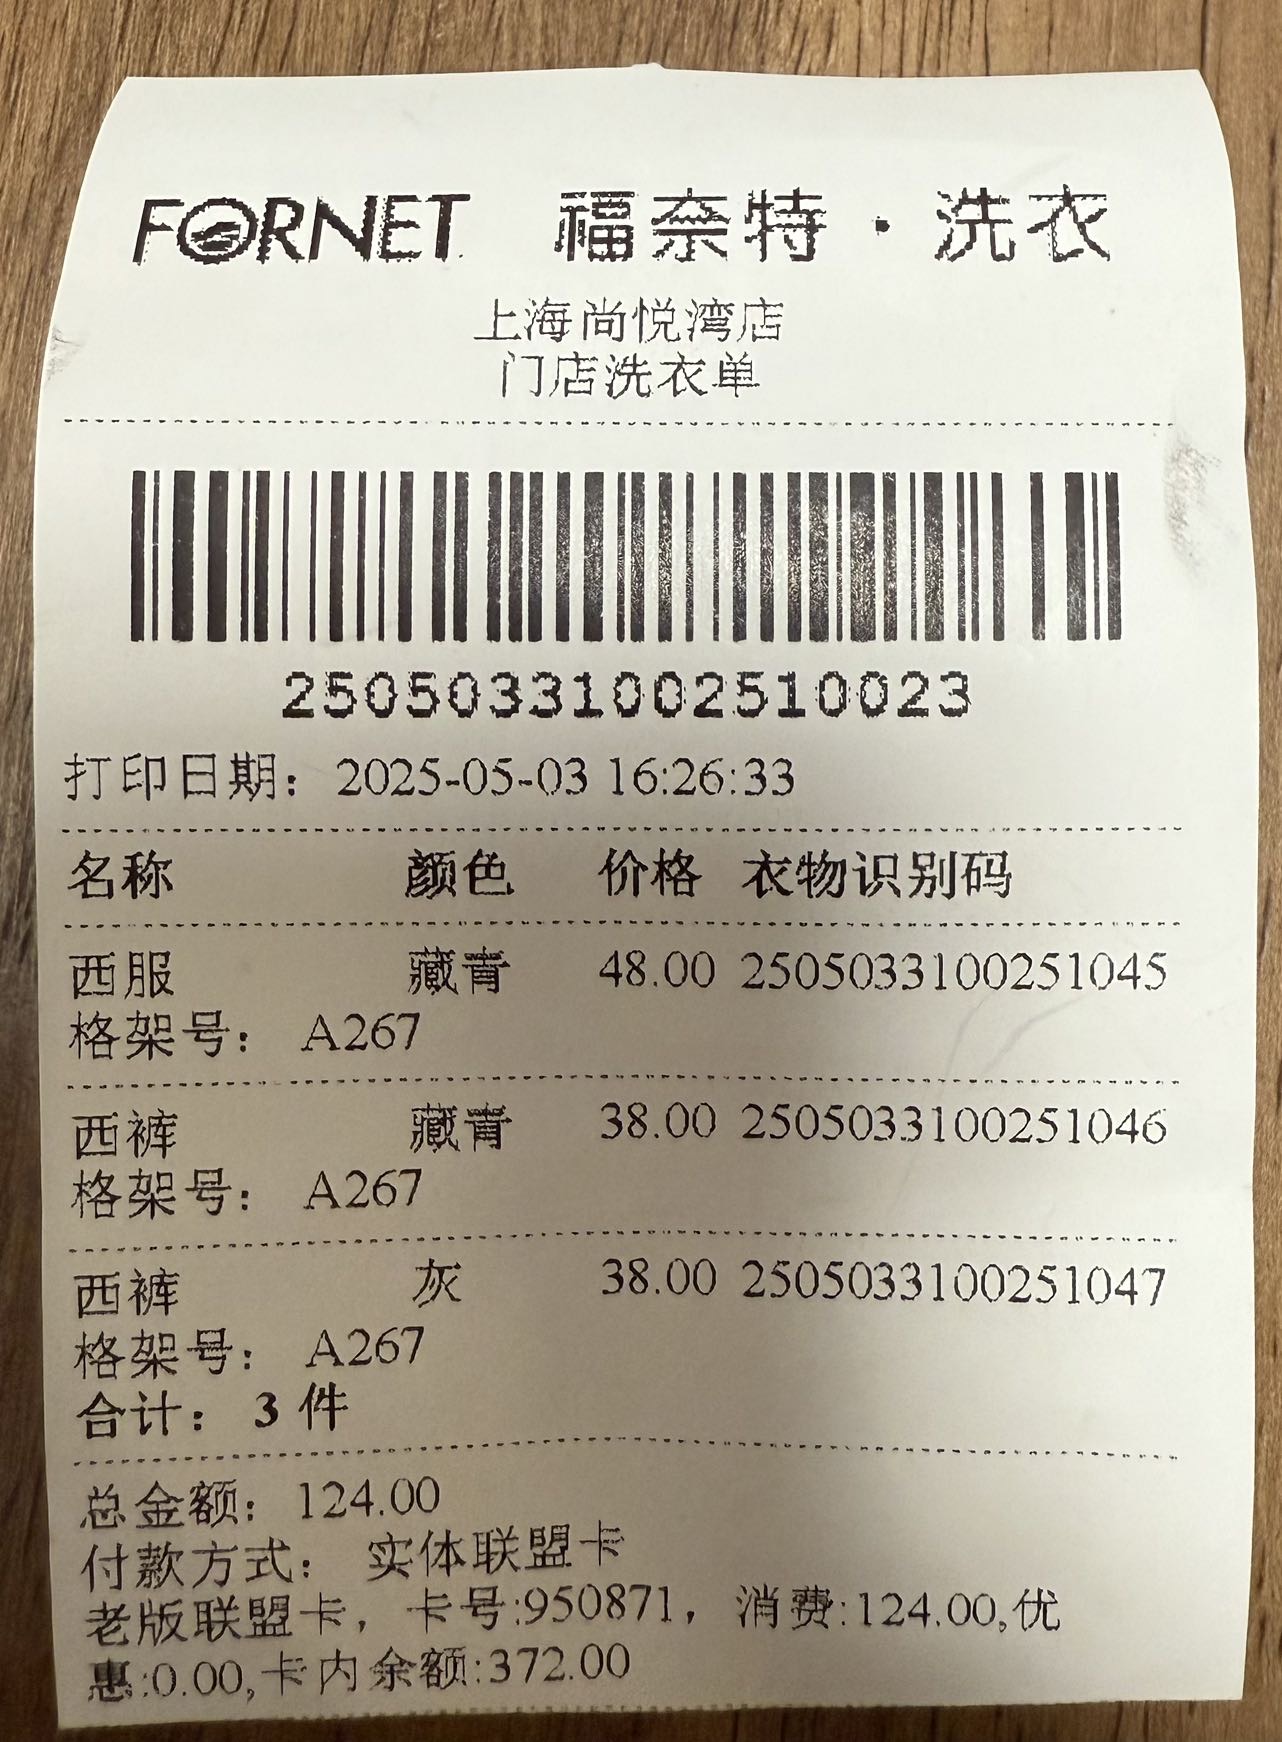 FORNET 福奈特·洗衣
上海尚悦湾店
门店洗衣单
25050331002510023
打印日期：2025-05-03 16:26:33
名称 颜色 价格 衣物识别码
西服 藏青 48.00 2505033100251045
格架号： A267
西裤 藏青 38.00 2505033100251046
格架号： A267
西裤 灰 38.00 2505033100251047
格架号： A267
合计： 3 件
总金额： 124.00
付款方式： 实体联盟卡
老版联盟卡，卡号:950871，消费:124.00,优
惠:0.00,卡内余额:372.00